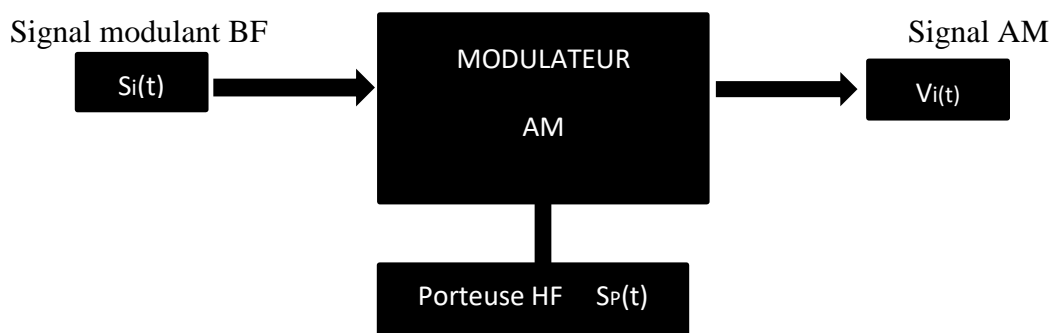 Signal modulant BF
Signal AM
Si(t)
MODULATEUR
AM
Vi(t)
Porteuse HF SP(t)